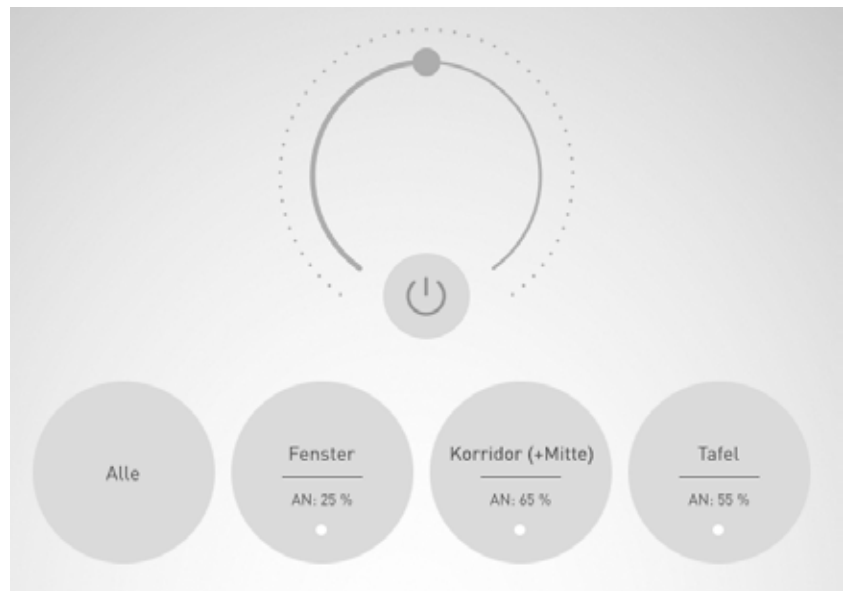 Alle
Fenster
AN: 25 %
Korridor (+Mitte)
AN: 65 %
Tafel
AN: 55 %